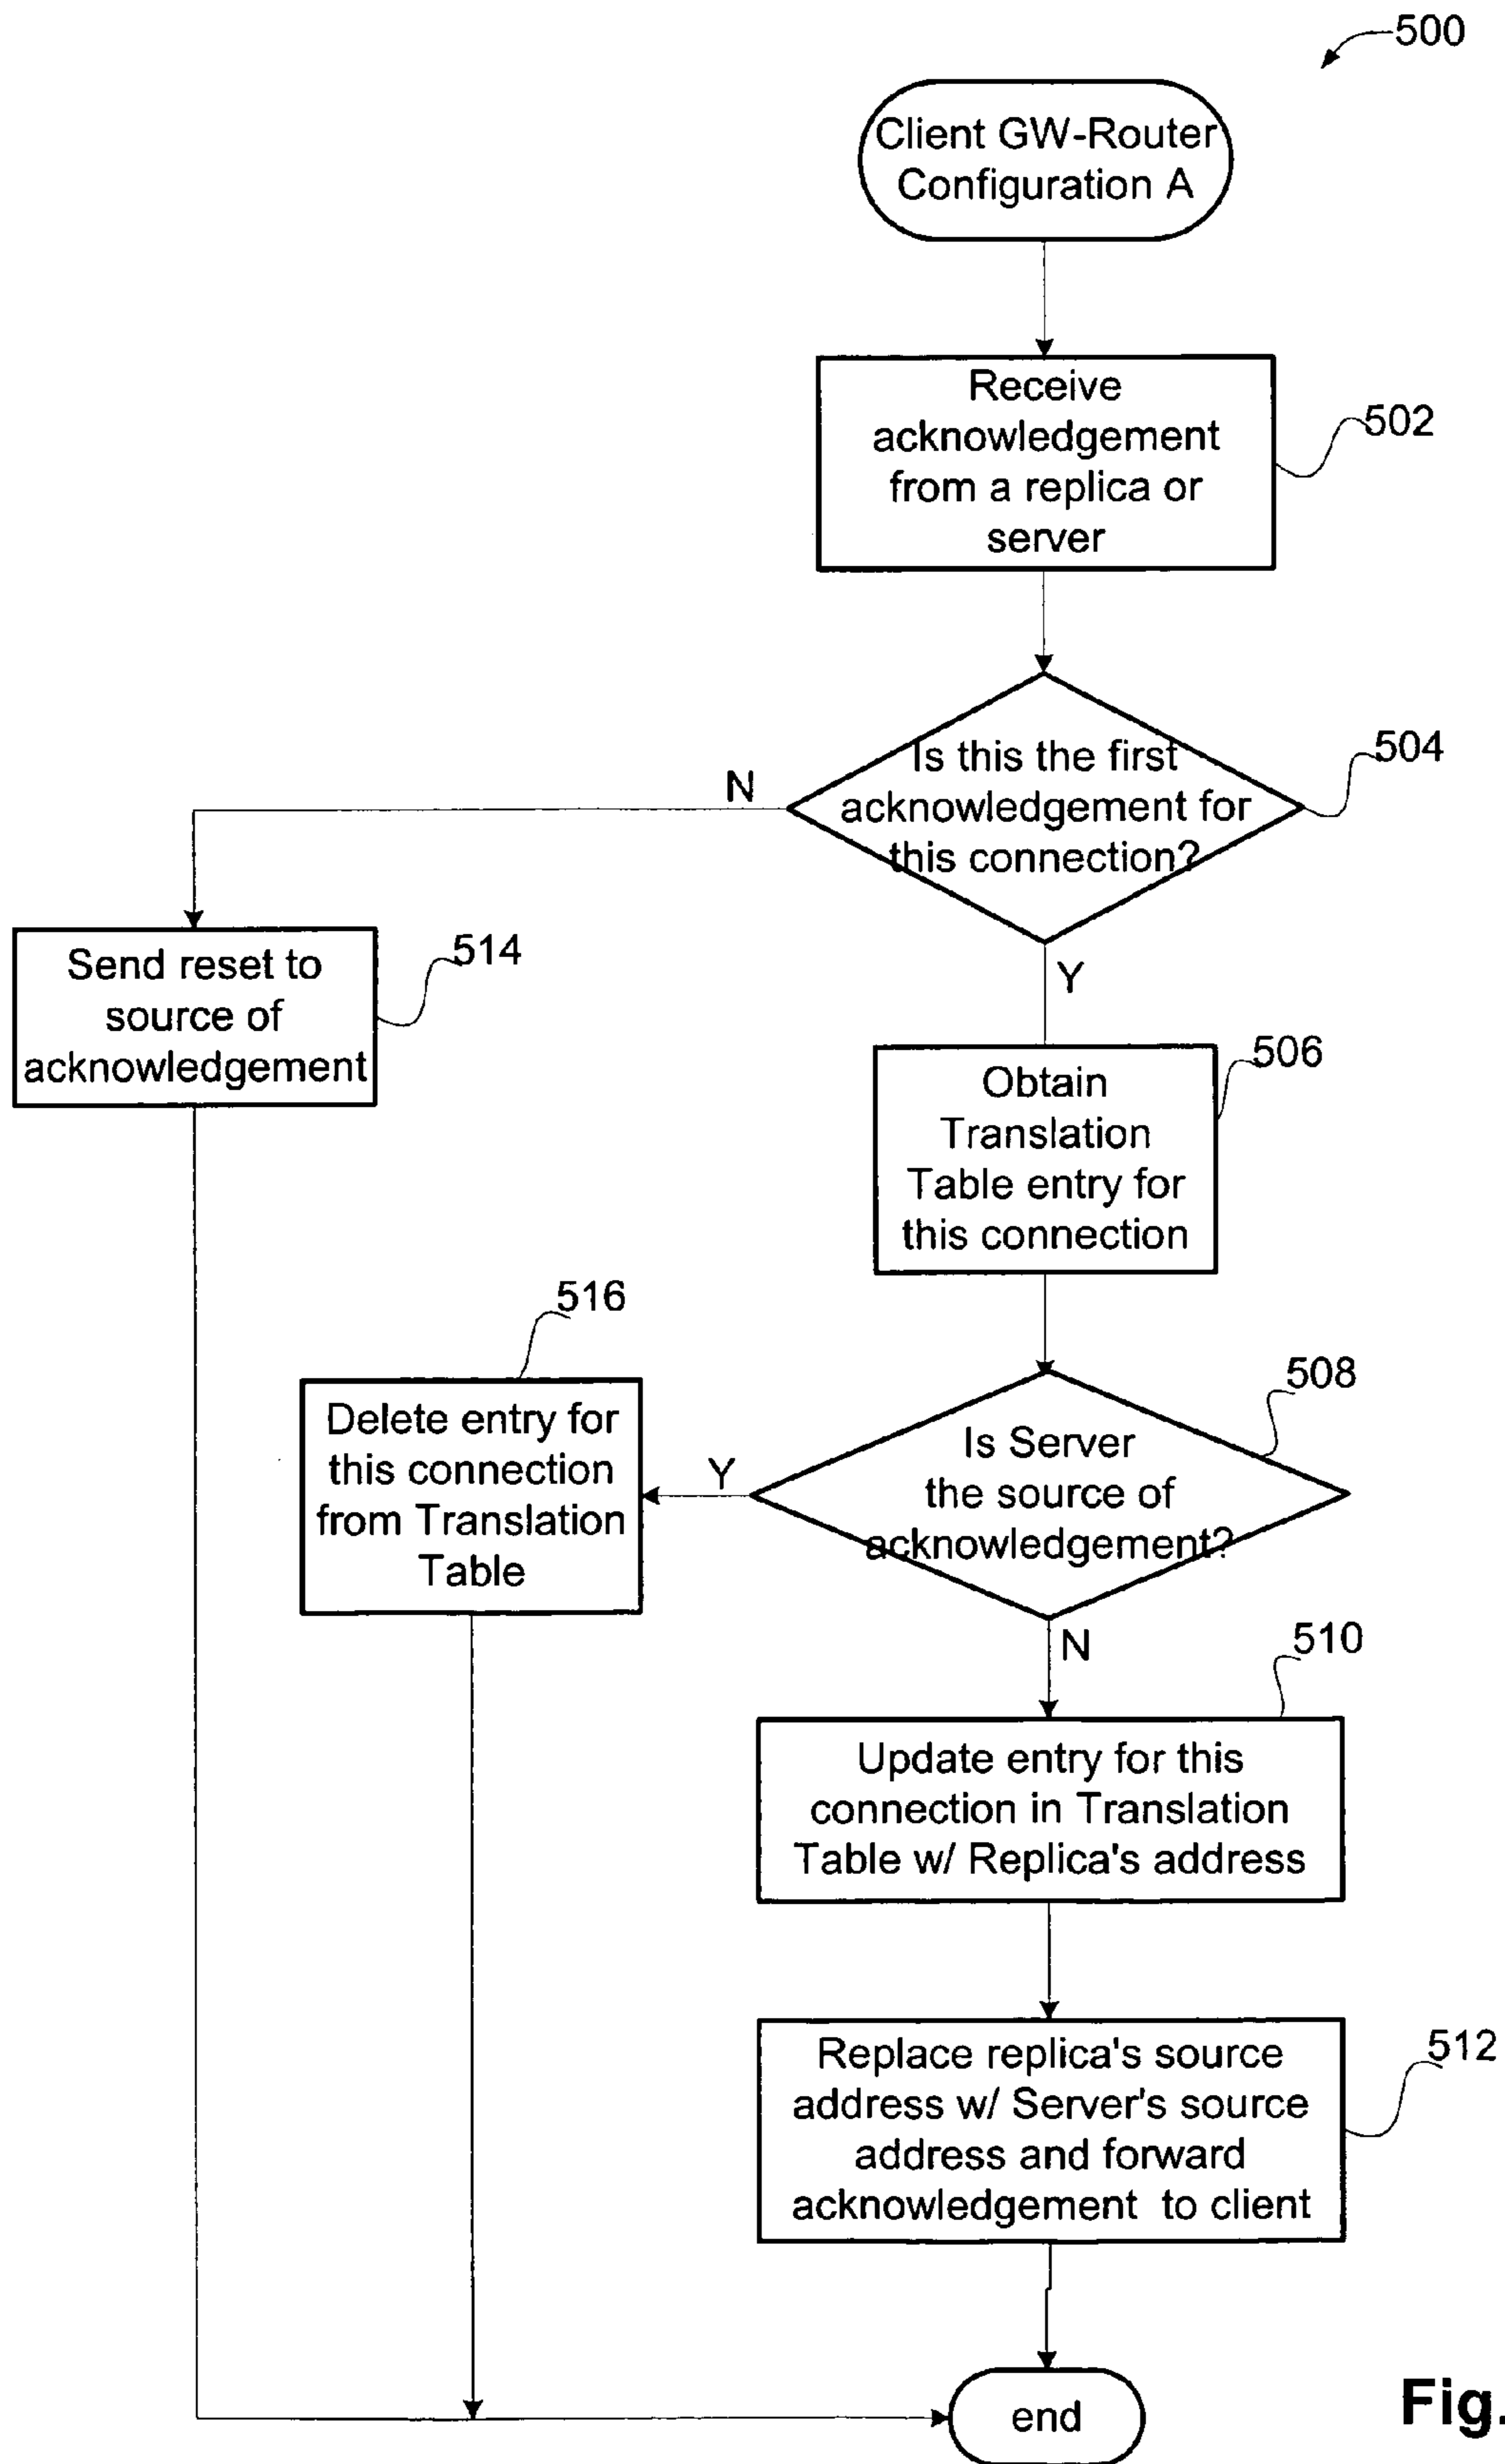 500
Client GW-Router
Configuration A
Receive
acknowledgement
from a replica or
server
502
Is this the first
acknowledgement for
this connection?
504
N
Y
Send reset to
source of
acknowledgement
514
Obtain
Translation
Table entry for
this connection
506
516
Delete entry for
this connection
from Translation
Table
Y
Is Server
the source of
acknowledgement?
508
N
510
Update entry for this
connection in Translation
Table w/ Replica's address
Replace replica's source
address w/ Server's source
address and forward
acknowledgement to client
512
end
Fig.